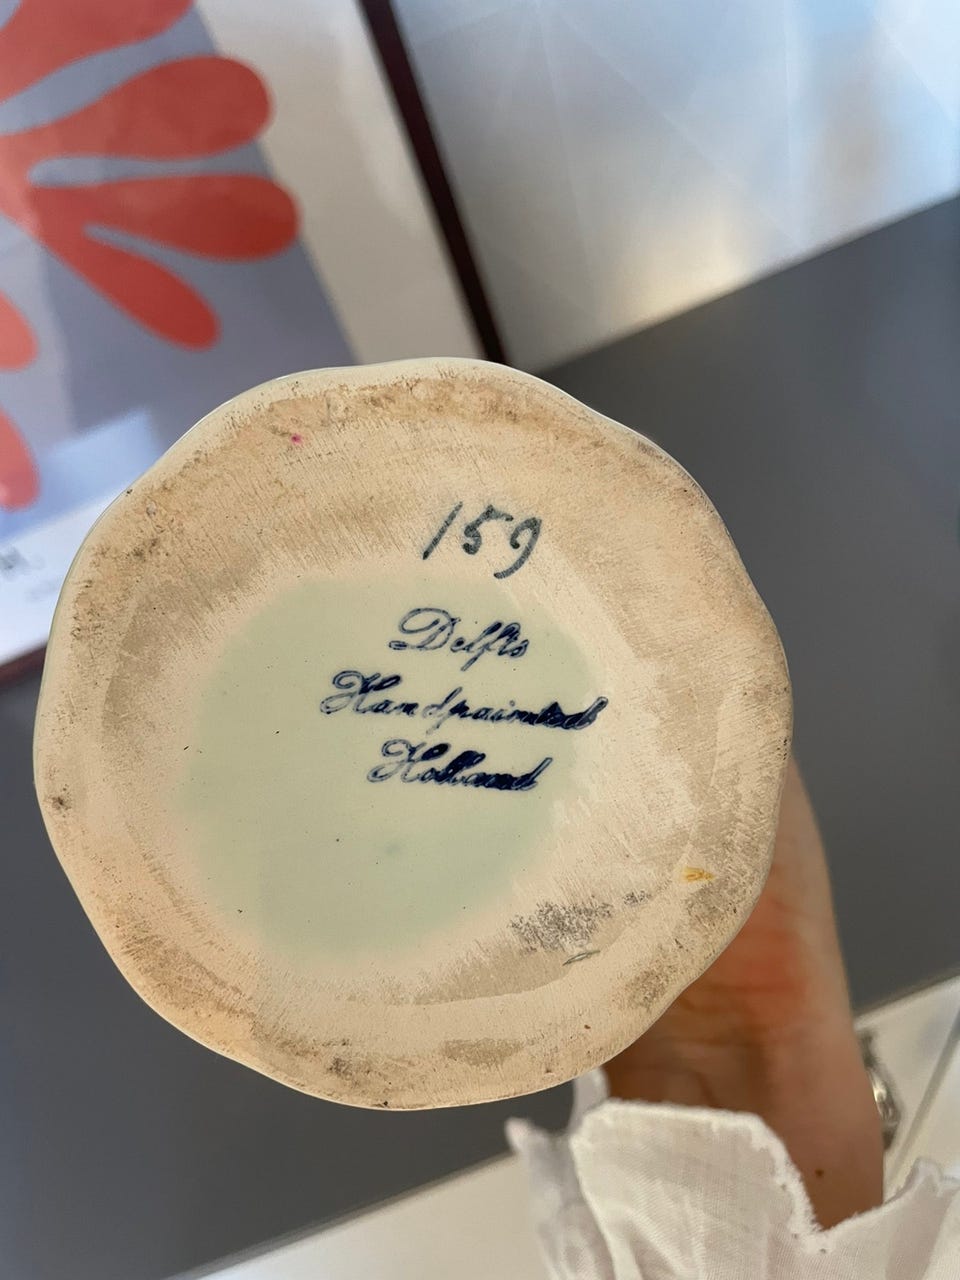 159
Delfts
Handpainted
Holland